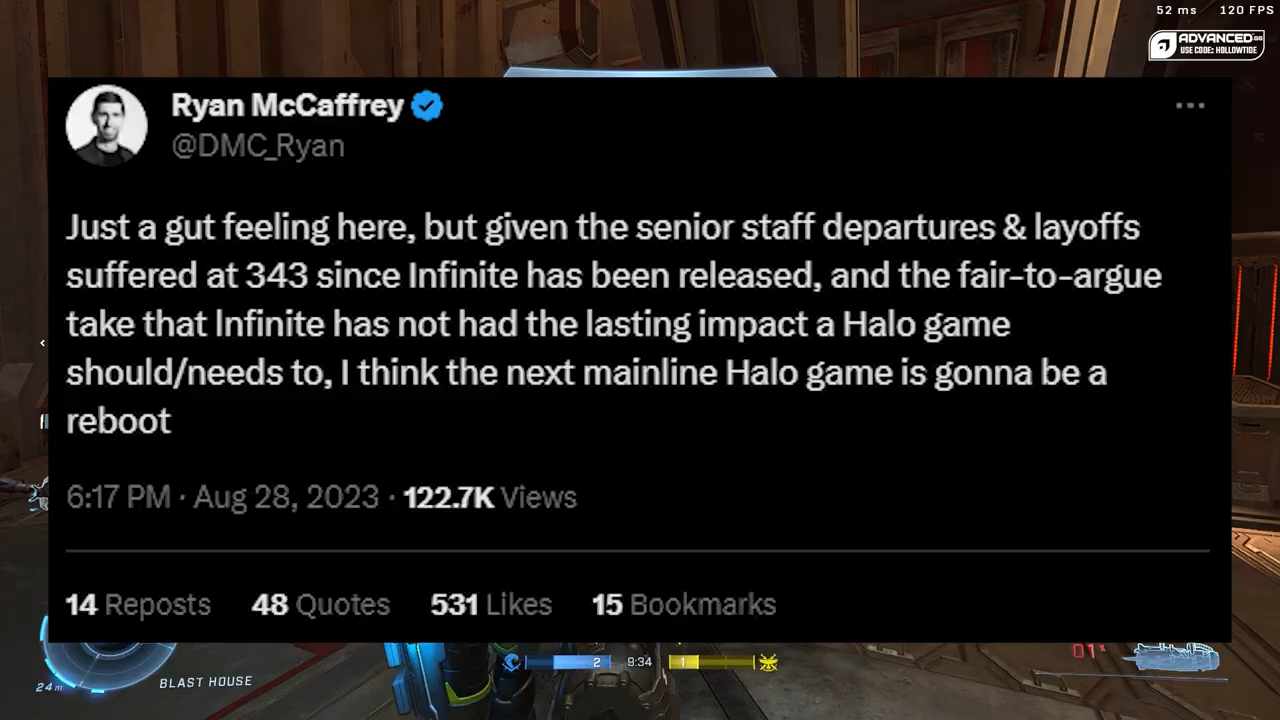 52 ms 120 FPS
ADVANCED.GG
USE CODE: HOLLOWTIDE
Ryan McCaffrey
@DMC_Ryan
Just a gut feeling here, but given the senior staff departures & layoffs
suffered at 343 since Infinite has been released, and the fair-to-argue
take that Infinite has not had the lasting impact a Halo game
should/needs to, I think the next mainline Halo game is gonna be a
reboot
6:17 PM · Aug 28, 2023 · 122.7K Views
14 Reposts 48 Quotes 531 Likes 15 Bookmarks
2 9:34 1
01%
24m BLAST HOUSE